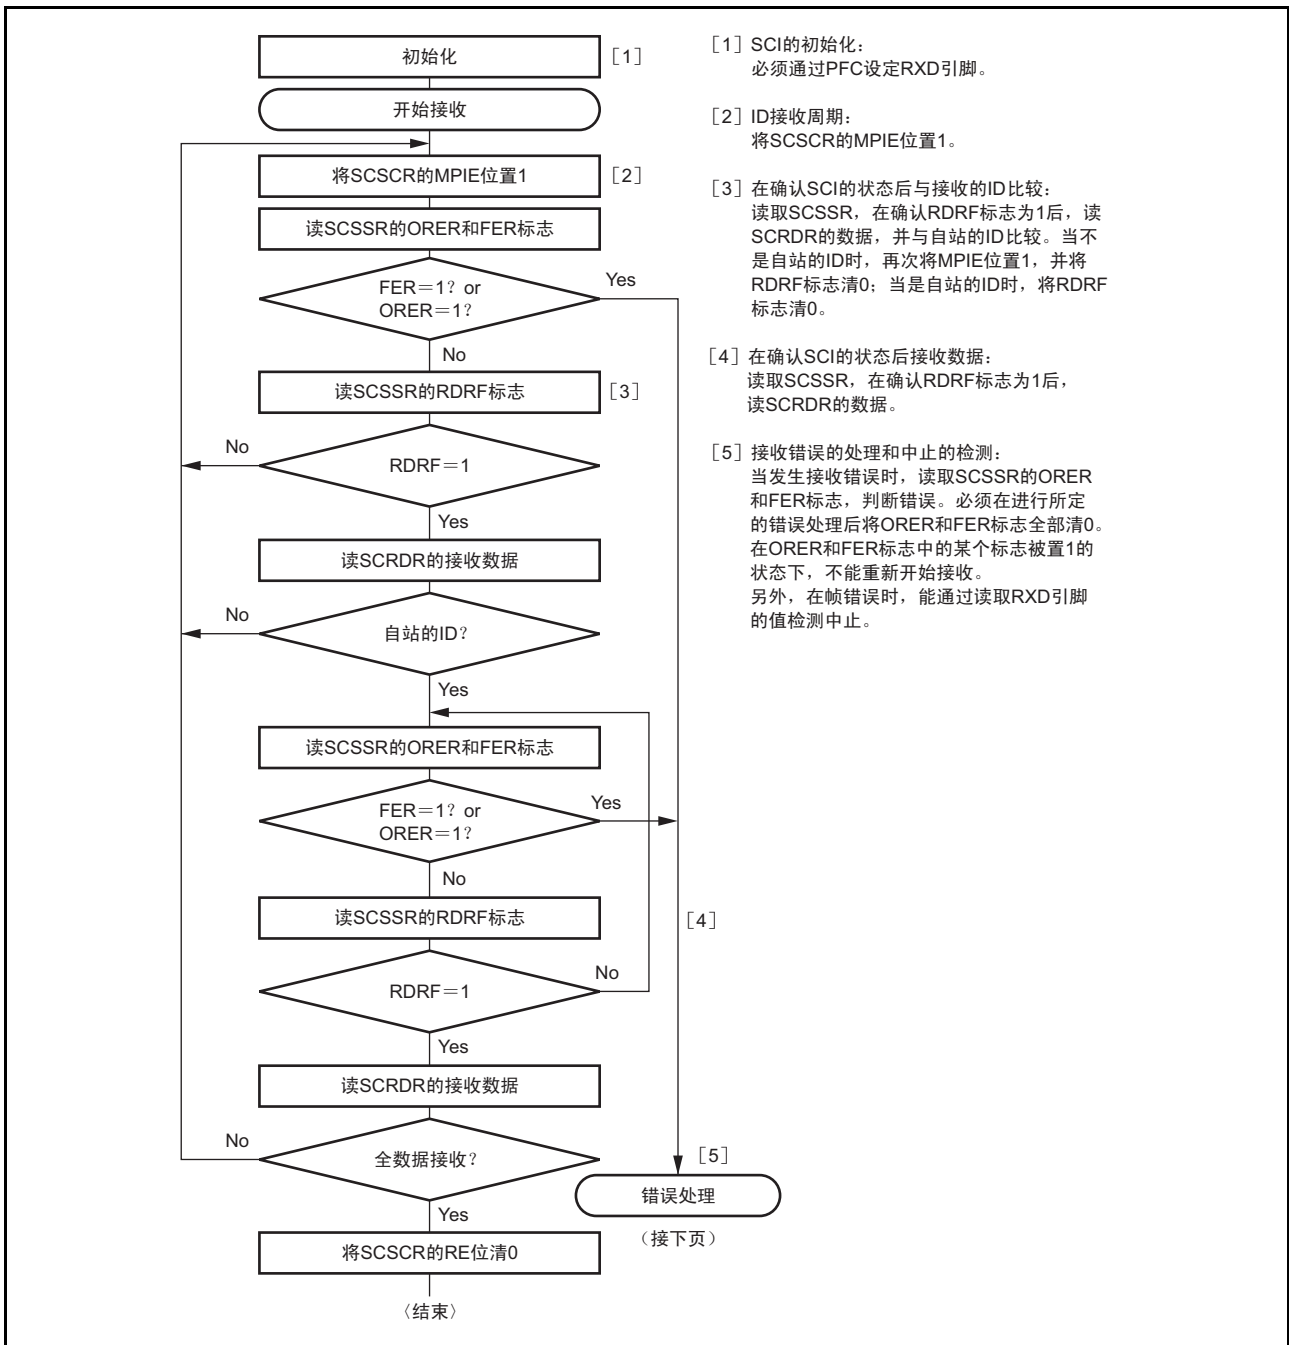 初始化
［1］
开始接收
将SCSCR的MPIE位置1
［2］
读SCSSR的ORER和FER标志
FER＝1？or
ORER＝1？
Yes
No
读SCSSR的RDRF标志
［3］
RDRF＝1
No
Yes
读SCRDR的接收数据
自站的ID？
No
Yes
读SCSSR的ORER和FER标志
FER＝1？or
ORER＝1？
Yes
No
读SCSSR的RDRF标志
［4］
RDRF＝1
No
Yes
读SCRDR的接收数据
全数据接收？
No
Yes
［5］
错误处理
（接下页）
将SCSCR的RE位清0
〈结束〉
［1］SCI的初始化：
必须通过PFC设定RXD引脚。
［2］ID接收周期：
将SCSCR的MPIE位置1。
［3］在确认SCI的状态后与接收的ID比较：
读取SCSSR，在确认RDRF标志为1后，读
SCRDR的数据，并与自站的ID比较。当不
是自站的ID时，再次将MPIE位置1，并将
RDRF标志清0；当是自站的ID时，将RDRF
标志清0。
［4］在确认SCI的状态后接收数据：
读取SCSSR，在确认RDRF标志为1后，
读SCRDR的数据。
［5］接收错误的处理和中止的检测：
当发生接收错误时，读取SCSSR的ORER
和FER标志，判断错误。必须在进行所定
的错误处理后将ORER和FER标志全部清0。
在ORER和FER标志中的某个标志被置1的
状态下，不能重新开始接收。
另外，在帧错误时，能通过读取RXD引脚
的值检测中止。